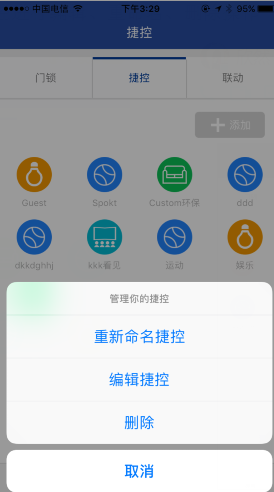 中国电信 下午3:29 95%
捷控
门锁 捷控 联动
添加
Guest Spokt Custom环保 ddd
dkkdghhj kkk看见 运动 娱乐
管理你的捷控
重新命名捷控
编辑捷控
删除
取消